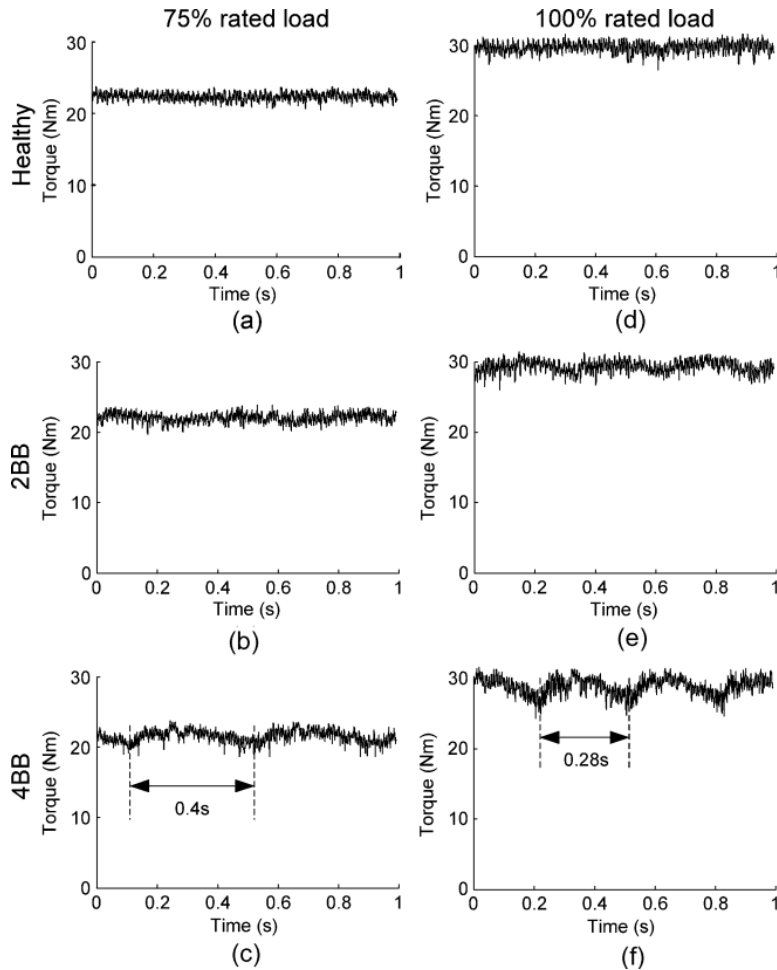 75% rated load
100% rated load
Healthy
Torque (Nm)
30
20
10
0
0 0.2 0.4 0.6 0.8 1
Time (s)
(a)
Torque (Nm)
30
20
10
0
0 0.2 0.4 0.6 0.8 1
Time (s)
(d)
2BB
Torque (Nm)
30
20
10
0
0 0.2 0.4 0.6 0.8 1
Time (s)
(b)
Torque (Nm)
30
20
10
0
0 0.2 0.4 0.6 0.8 1
Time (s)
(e)
4BB
Torque (Nm)
30
20
10
0
0.4s
0 0.2 0.4 0.6 0.8 1
Time (s)
(c)
Torque (Nm)
30
20
10
0
0.28s
0 0.2 0.4 0.6 0.8 1
Time (s)
(f)